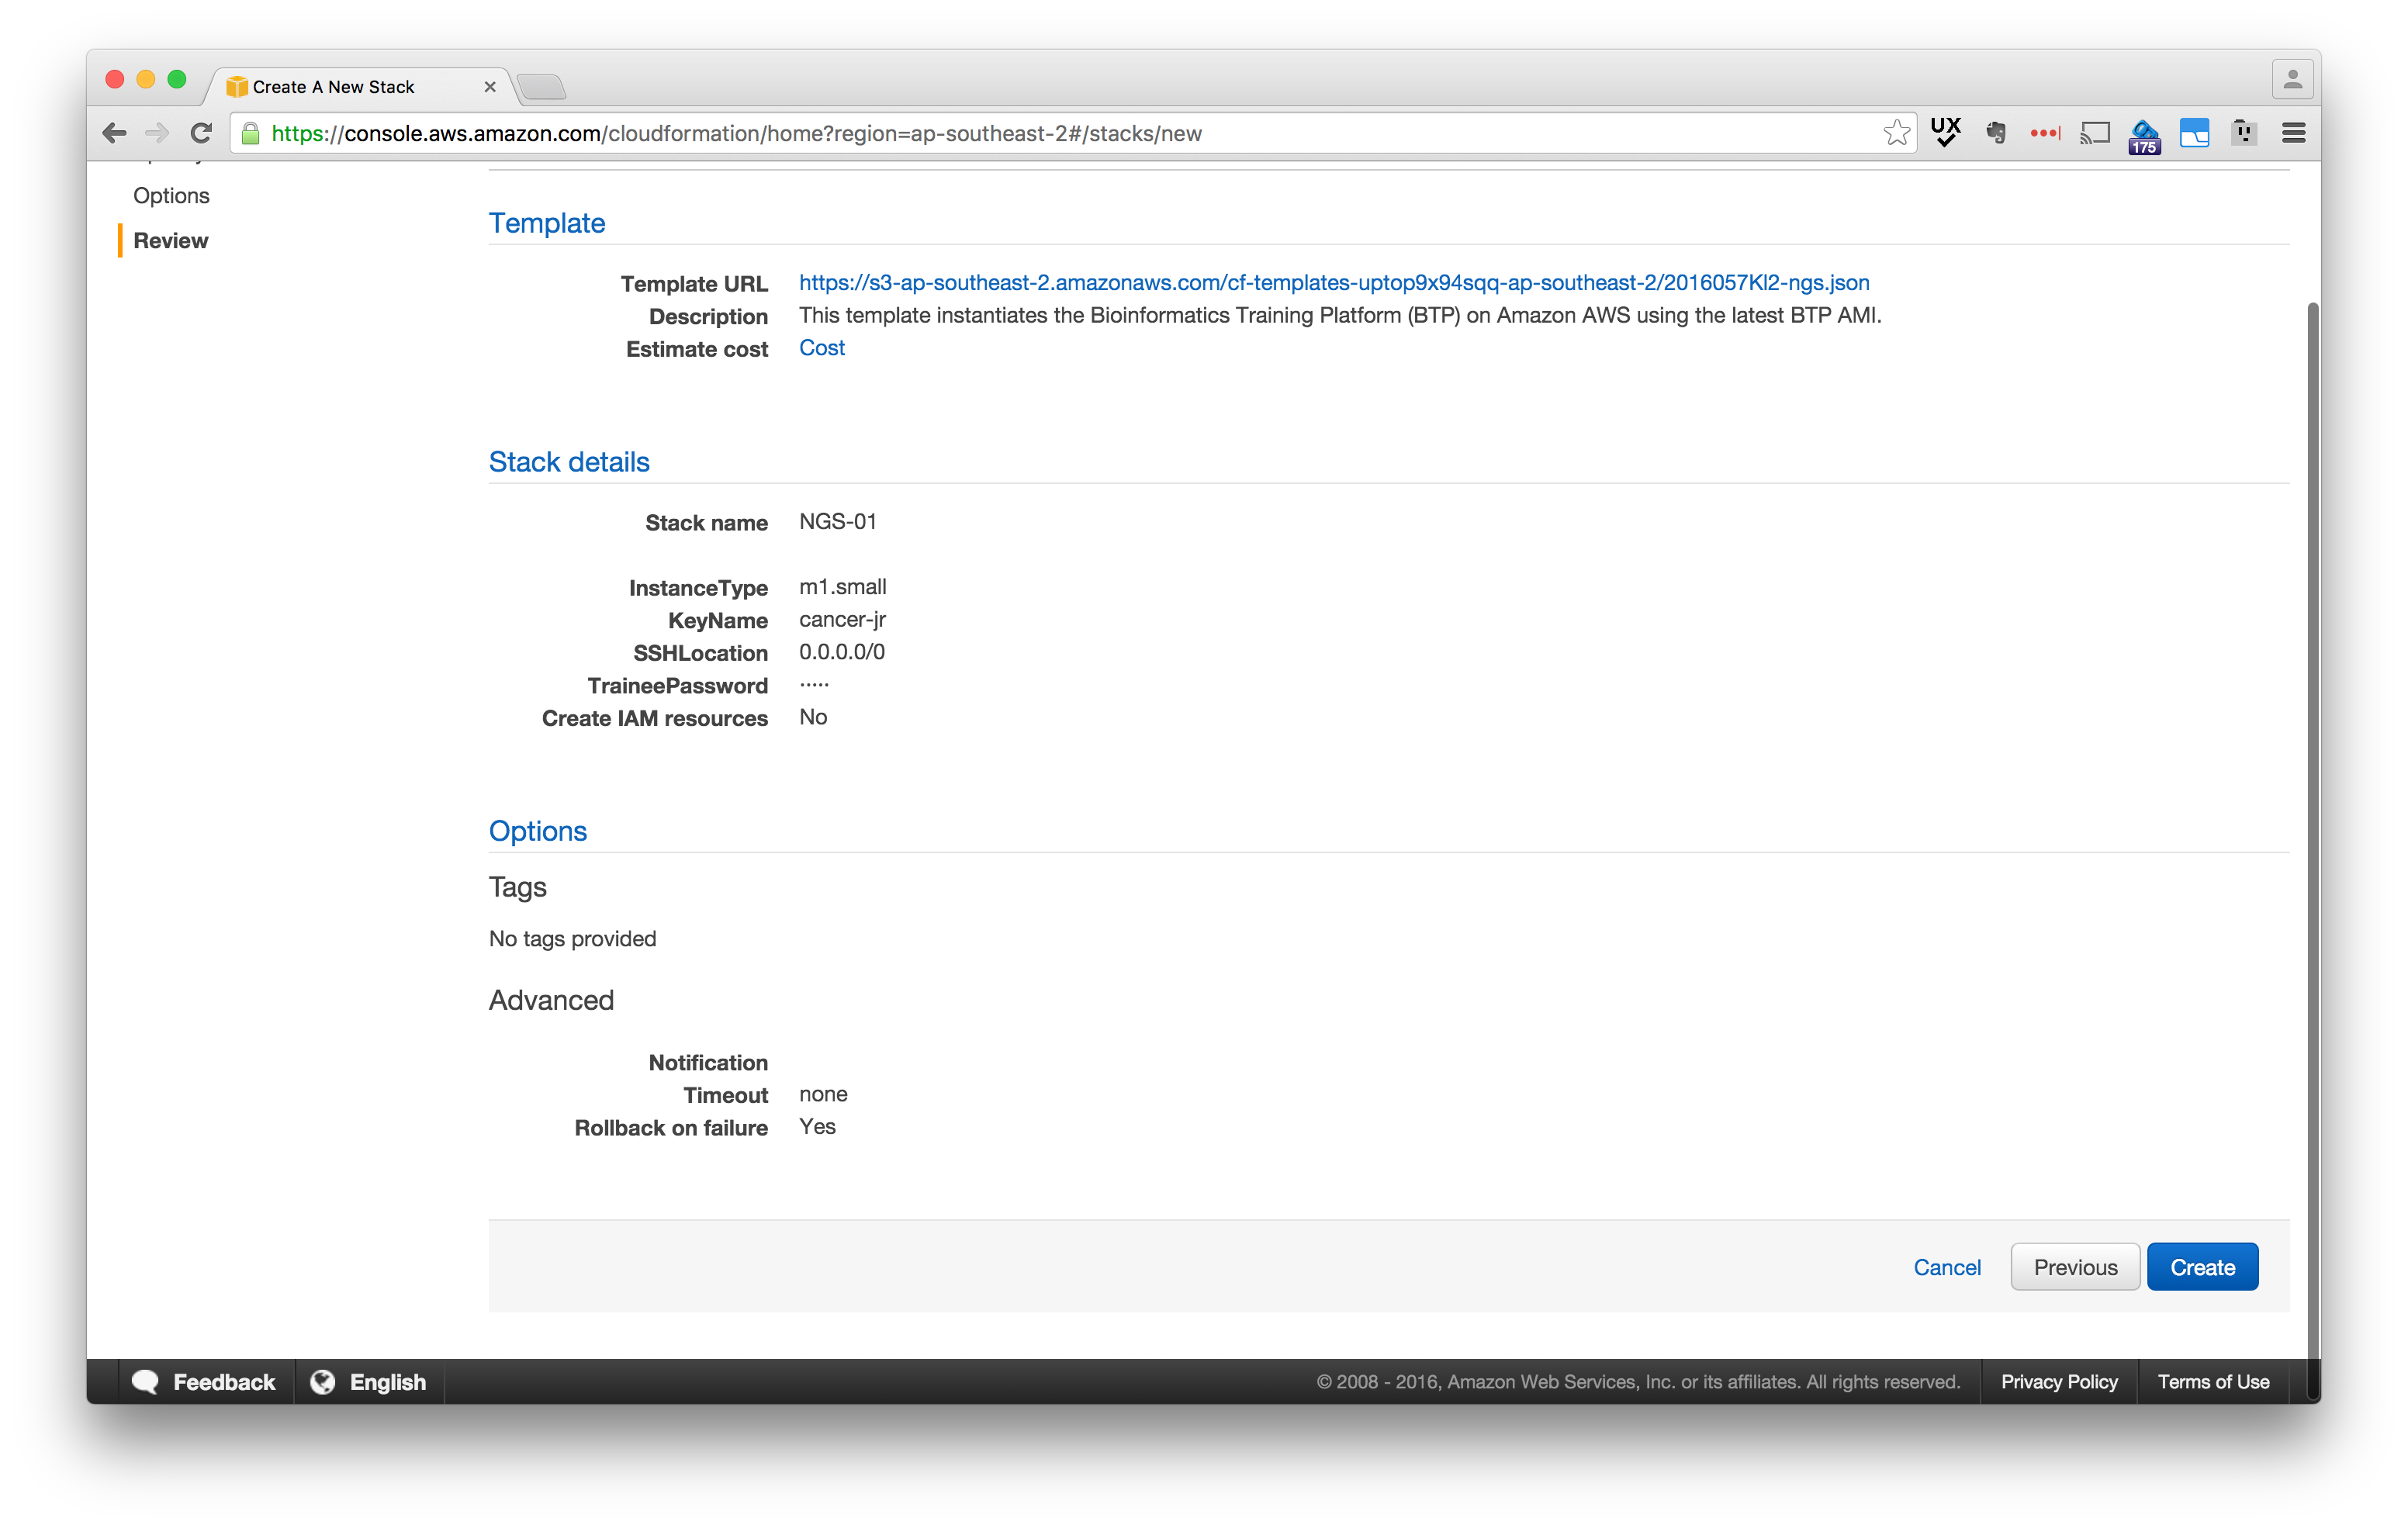 Create A New Stack
https://console.aws.amazon.com/cloudformation/home?region=ap-southeast-2#/stacks/new
UX
175
Options
Review
Template
Template URL https://s3-ap-southeast-2.amazonaws.com/cf-templates-uptop9x94sqq-ap-southeast-2/2016057Kl2-ngs.json
Description This template instantiates the Bioinformatics Training Platform (BTP) on Amazon AWS using the latest BTP AMI.
Estimate cost Cost
Stack details
Stack name NGS-01
InstanceType m1.small
KeyName cancer-jr
SSHLocation 0.0.0.0/0
TraineePassword ·····
Create IAM resources No
Options
Tags
No tags provided
Advanced
Notification
Timeout none
Rollback on failure Yes
Cancel Previous Create
Feedback English © 2008 - 2016, Amazon Web Services, Inc. or its affiliates. All rights reserved. Privacy Policy Terms of Use